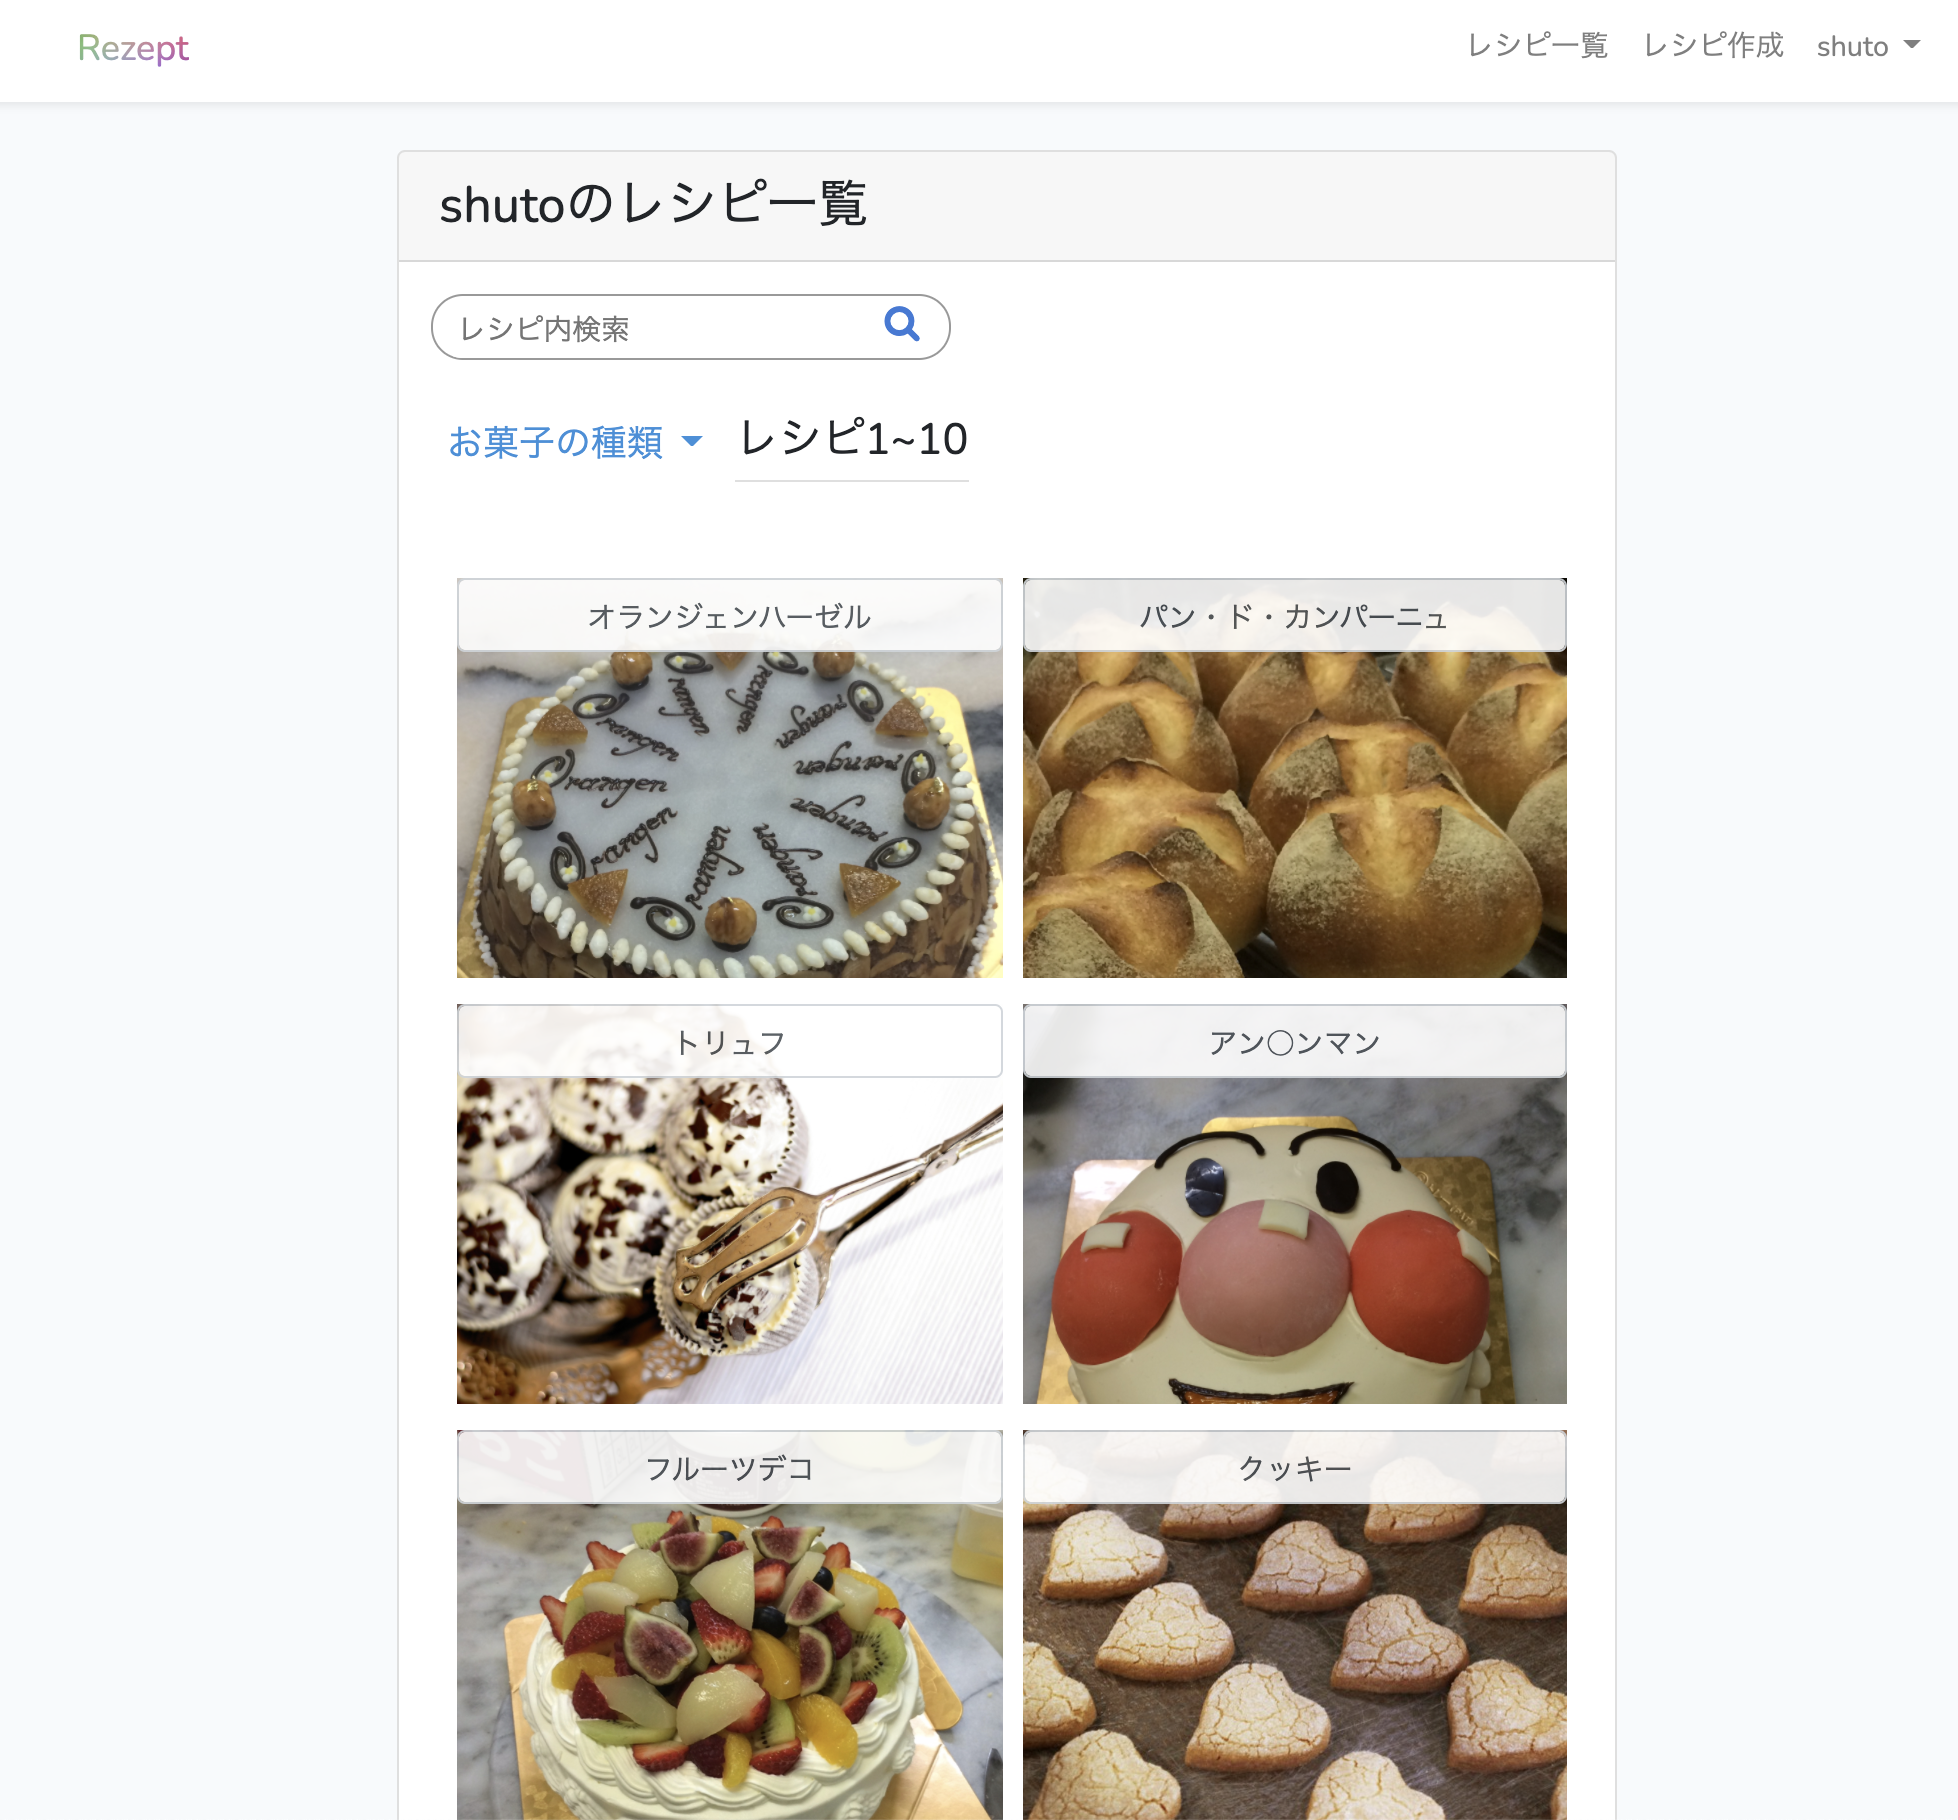 Rezept
レシピ一覧 レシピ作成 shuto
shutoのレシピ一覧
レシピ内検索
お菓子の種類 レシピ1~10
オランジェンハーゼル
パン・ド・カンパーニュ
orangen
orangen
orangen
orangen
orangen
orangen
orangen
orangen
orangen
orangen
トリュフ
アン〇ンマン
フルーツデコ
クッキー